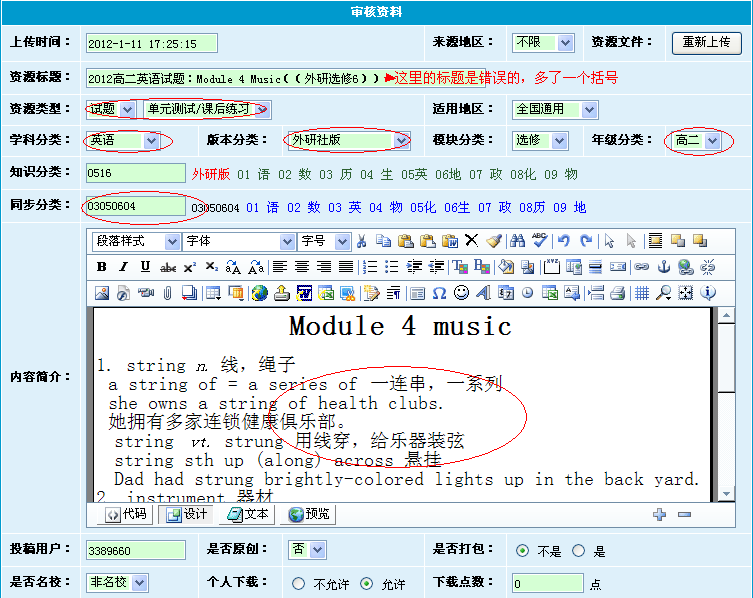 审核资料
上传时间： 2012-1-11 17:25:15 来源地区： 不限 资源文件： 重新上传
资源标题： 2012高二英语试题：Module 4 Music((外研选修6)) 这里的标题是错误的，多了一个括号
资源类型： 试题 单元测试/课后练习 适用地区： 全国通用
学科分类： 英语 版本分类： 外研社版 模块分类： 选修 年级分类： 高二
知识分类： 0516 外研版 01 语 02 数 03 历 04 生 05英 06地 07 政 08化 09 物
同步分类： 03050604 03050604 01 语 02 数 03 英 04 物 05化 06生 07 政 08历 09 地
段落样式 字体 字号
内容简介：
Module 4 music
1. string n. 线，绳子
a string of = a series of 一连串，一系列
she owns a string of health clubs.
她拥有多家连锁健康俱乐部。
string vt. strung 用线穿，给乐器装弦
string sth up (along) across 悬挂
Dad had strung brightly-colored lights up in the back yard.
2. instrument 器材
代码 设计 文本 预览
投稿用户： 3389660 是否原创： 否 是否打包： 不是 是
是否名校： 非名校 个人下载： 不允许 允许 下载点数： 0 点